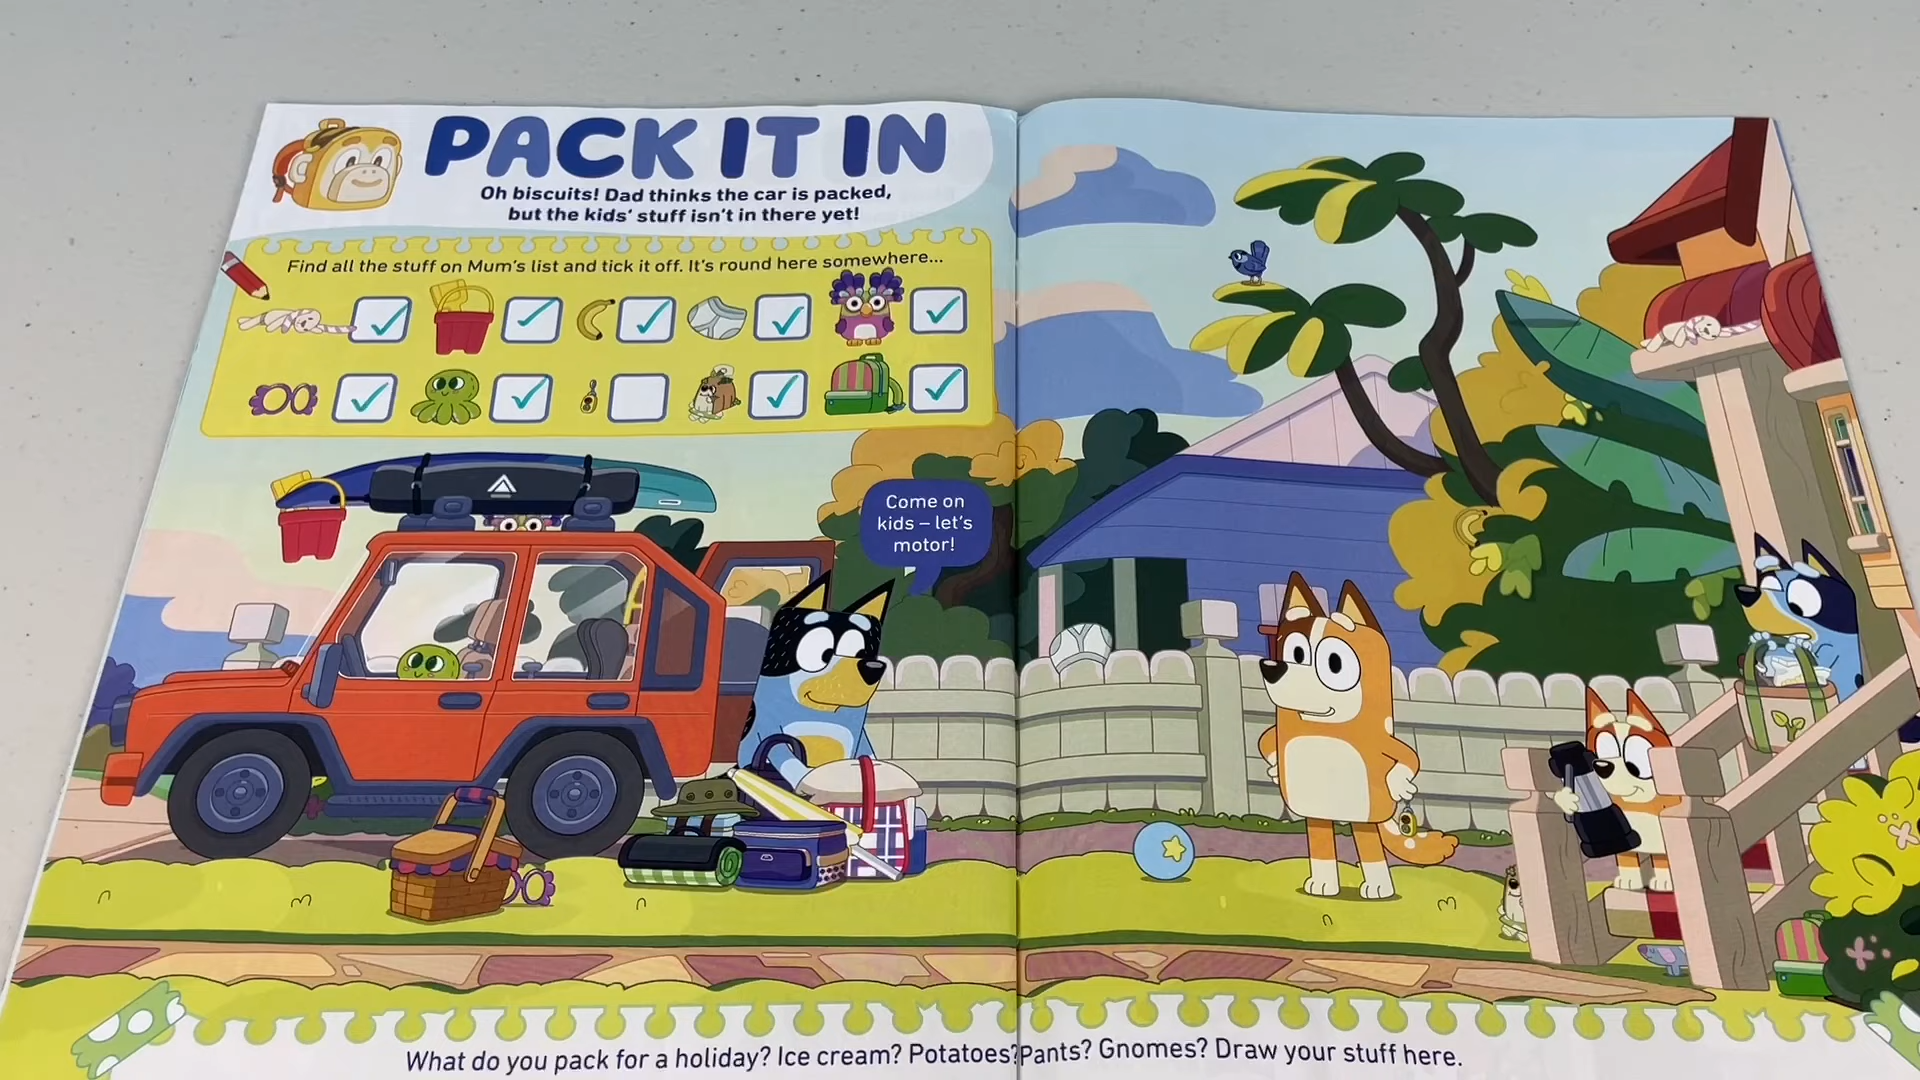 PACK IT IN
Oh biscuits! Dad thinks the car is packed,
but the kids' stuff isn't in there yet!
Find all the stuff on Mum's list and tick it off. It's round here somewhere...
Come on
kids – let's
motor!
What do you pack for a holiday? Ice cream? Potatoes? Pants? Gnomes? Draw your stuff here.